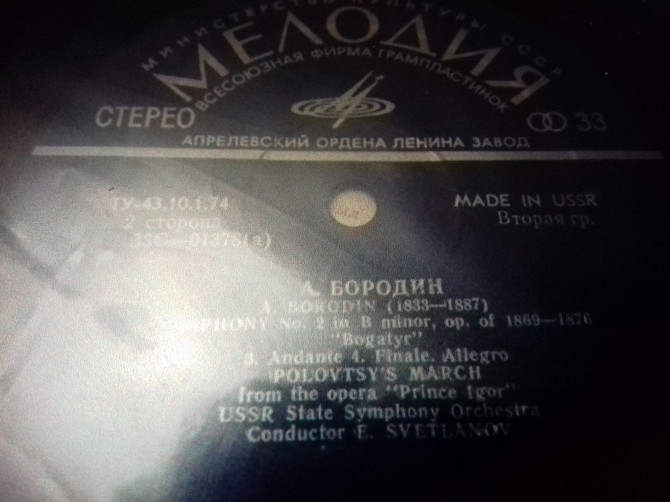 МИНИСТЕРСТВО КУЛЬТУРЫ СССР
МЕЛОДИЯ
ВСЕСОЮЗНАЯ ФИРМА ГРАМПЛАСТИНОК
СТЕРЕО
33
АПРЕЛЕВСКИЙ ОРДЕНА ЛЕНИНА ЗАВОД
ТУ-43.10.1.74
MADE IN USSR
2 сторона
Вторая гр.
А. БОРОДИН
A. BORODIN (1833—1887)
No. 2 in B minor, op. of 1869—1876
"Bogatyr"
3. Andante 4. Finale. Allegro
POLOVTSY'S MARCH
from the opera "Prince Igor"
USSR State Symphony Orchestra
Conductor E. SVETLANOV